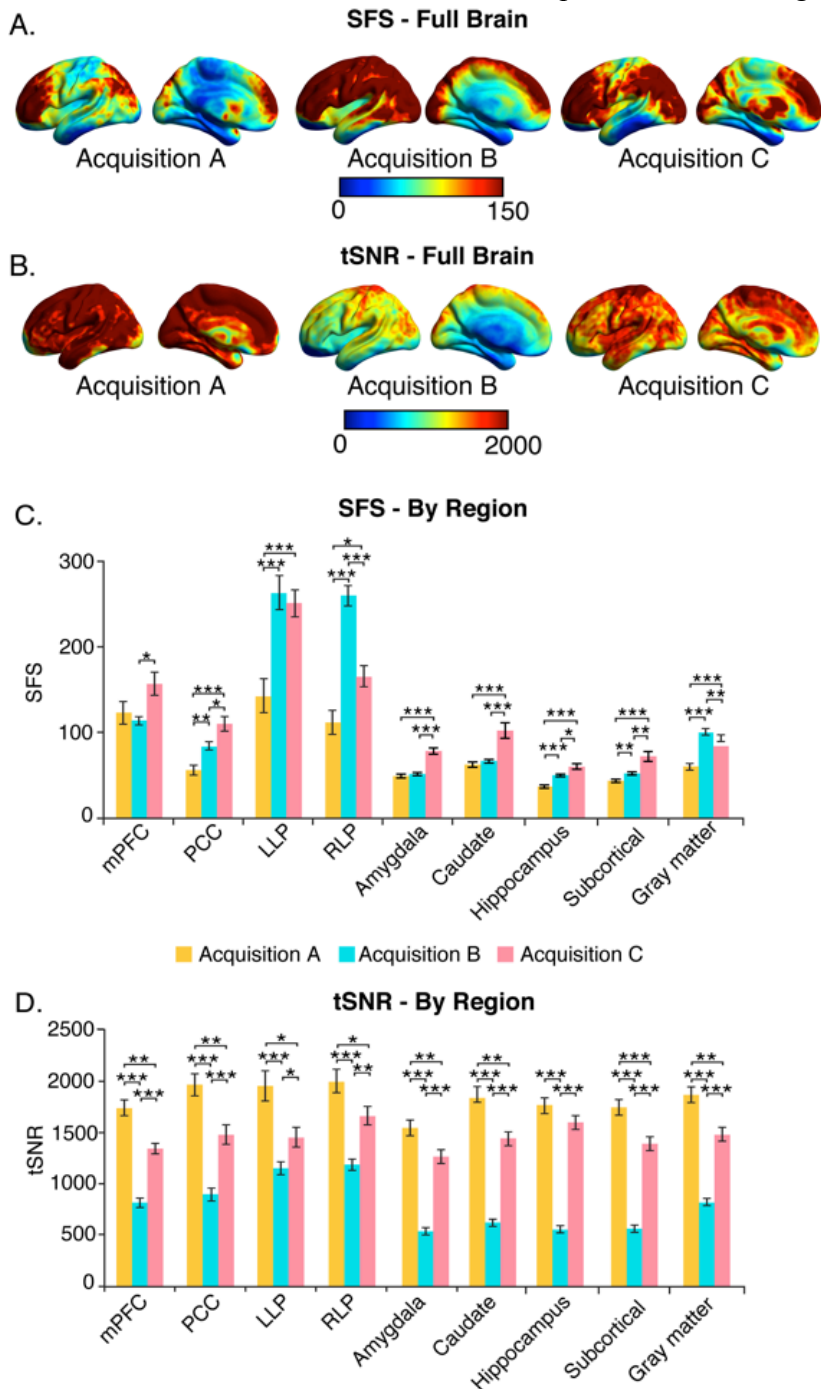 A.
SFS - Full Brain
Acquisition A
Acquisition B
Acquisition C
0
150
B.
tSNR - Full Brain
Acquisition A
Acquisition B
Acquisition C
0
2000
C.
SFS - By Region
300
200
100
0
SFS
*
***
**
*
***
***
*
***
***
***
***
***
***
***
***
*
***
**
**
***
***
**
mPFC
PCC
LLP
RLP
Amygdala
Caudate
Hippocampus
Subcortical
Gray matter
Acquisition A Acquisition B Acquisition C
D.
tSNR - By Region
2500
2000
1500
1000
500
0
tSNR
**
***
***
**
***
***
*
***
*
*
***
**
**
***
***
**
***
***
***
***
***
***
***
**
***
***
mPFC
PCC
LLP
RLP
Amygdala
Caudate
Hippocampus
Subcortical
Gray matter